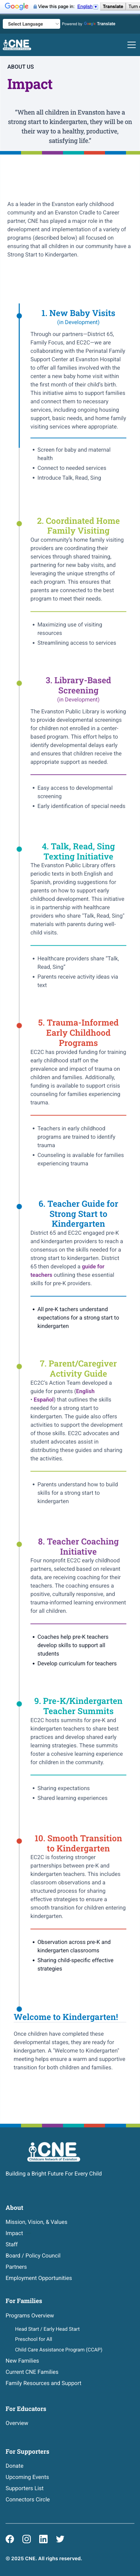 Google
View this page in: English
Translate
Turn
Select Language
Powered by Google Translate
CNE
ABOUT US
Impact
"When all children in Evanston have a
strong start to kindergarten, they will be on
their way to a healthy, productive,
satisfying life."
As a leader in the Evanston early childhood
community and an Evanston Cradle to Career
partner, CNE has played a major role in the
development and implementation of a variety of
programs (described below) all focused on
ensuring that all children in our community have a
Strong Start to Kindergarten.
1. New Baby Visits
(in Development)
Through our partners—District 65,
Family Focus, and EC2C—we are
collaborating with the Perinatal Family
Support Center at Evanston Hospital
to offer all families with newborns the
opportunity for a nurse to visit them
where they are sometime within in
the first month of their child's birth.
This initiative aims to support families
and connect them to necessary
services, including ongoing housing
support, basic needs, and home family
visiting services where appropriate.
• Screen for baby and maternal
health
• Connect to needed services
• Introduce Talk, Read, Sing
2. Coordinated Home
Family Visiting
Our community's five home family visiting
providers are coordinating their
services through shared training,
partnering for new baby visits, and
leveraging the assets of each unique
program. This ensures that
parents are connected to the best
program to meet their needs.
• Maximizing use of visiting
resources
• Streamlining access to services
3. Library-Based
Screening
(in Development)
The Evanston Public Library is working
to provide developmental screenings
for children not enrolled in a center-
based program. This effort helps to
identify developmental delays early
and ensures that children receive the
appropriate support as needed.
• Easy access to developmental
screening
• Early identification of special needs
4. Talk, Read, Sing
Texting Initiative
The Evanston Public Library offers
periodic texts in both English and
Spanish, providing suggestions for
parents on how to support early
childhood development. This initiative
is in partnership with healthcare
providers who share "Talk, Read, Sing"
materials with parents during well-
child visits.
• Healthcare providers share "Talk,
Read, Sing"
• Parents receive activity ideas via
text
5. Trauma-Informed
Early Childhood
Programs
EC2C has provided funding for training
early childhood staff on the
prevalence and impact of trauma on
children and families. Additionally,
funding is available to support crisis
counseling for families experiencing
trauma.
• Teachers in early childhood
programs are trained to identify
trauma
• Counseling is available for families
experiencing trauma
6. Teacher Guide for
Strong Start to
Kindergarten
District 65 and EC2C engaged pre-K
and kindergarten providers to reach a
consensus on the skills needed for a
strong start to kindergarten. District
65 then developed a guide for
teachers outlining these essential
skills for pre-K providers.
• All pre-K tachers understand
expectations for a strong start to
kindergarten
7. Parent/Caregiver
Activity Guide
EC2C's Action Team developed a
guide for parents (English
- Español) that outlines the skills
needed for a strong start to
kindergarten. The guide also offers
activities to encourage development
of those skills. EC2C advocates and
student advocates assist in
distributing these guides and sharing
the activities.
• Parents understand how to build
skills for a strong start to
kindergarten
8. Teacher Coaching
Initiative
Four nonprofit EC2C early childhood
partners, selected based on relevant
data, are receiving coaching for their
teachers. The coaching ensures a
positive, culturally responsive, and
trauma-informed learning environment
for all children.
• Coaches help pre-K teachers
develop skills to support all
students
• Develop curriculum for teachers
9. Pre-K/Kindergarten
Teacher Summits
EC2C hosts summits for pre-K and
kindergarten teachers to share best
practices and develop shared early
learning strategies. These summits
foster a cohesive learning experience
for children in the community.
• Sharing expectations
• Shared learning experiences
10. Smooth Transition
to Kindergarten
EC2C is fostering stronger
partnerships between pre-K and
kindergarten teachers. This includes
classroom observations and a
structured process for sharing
effective strategies to ensure a
smooth transition for children entering
kindergarten.
• Observation across pre-K and
kindergarten classrooms
• Sharing child-specific effective
strategies
Welcome to Kindergarten!
Once children have completed these
developmental stages, they are ready for
kindergarten. A "Welcome to Kindergarten"
meeting helps ensure a warm and supportive
transition for both children and families.
CNE
Building a Bright Future For Every Child
About
Mission, Vision, & Values
Impact
Staff
Board / Policy Council
Partners
Employment Opportunities
For Families
Programs Overview
Head Start / Early Head Start
Preschool for All
Child Care Assistance Program (CCAP)
New Families
Current CNE Families
Family Resources and Support
For Educators
Overview
For Supporters
Donate
Upcoming Events
Supporters List
Connectors Circle
© 2025 CNE. All rights reserved.